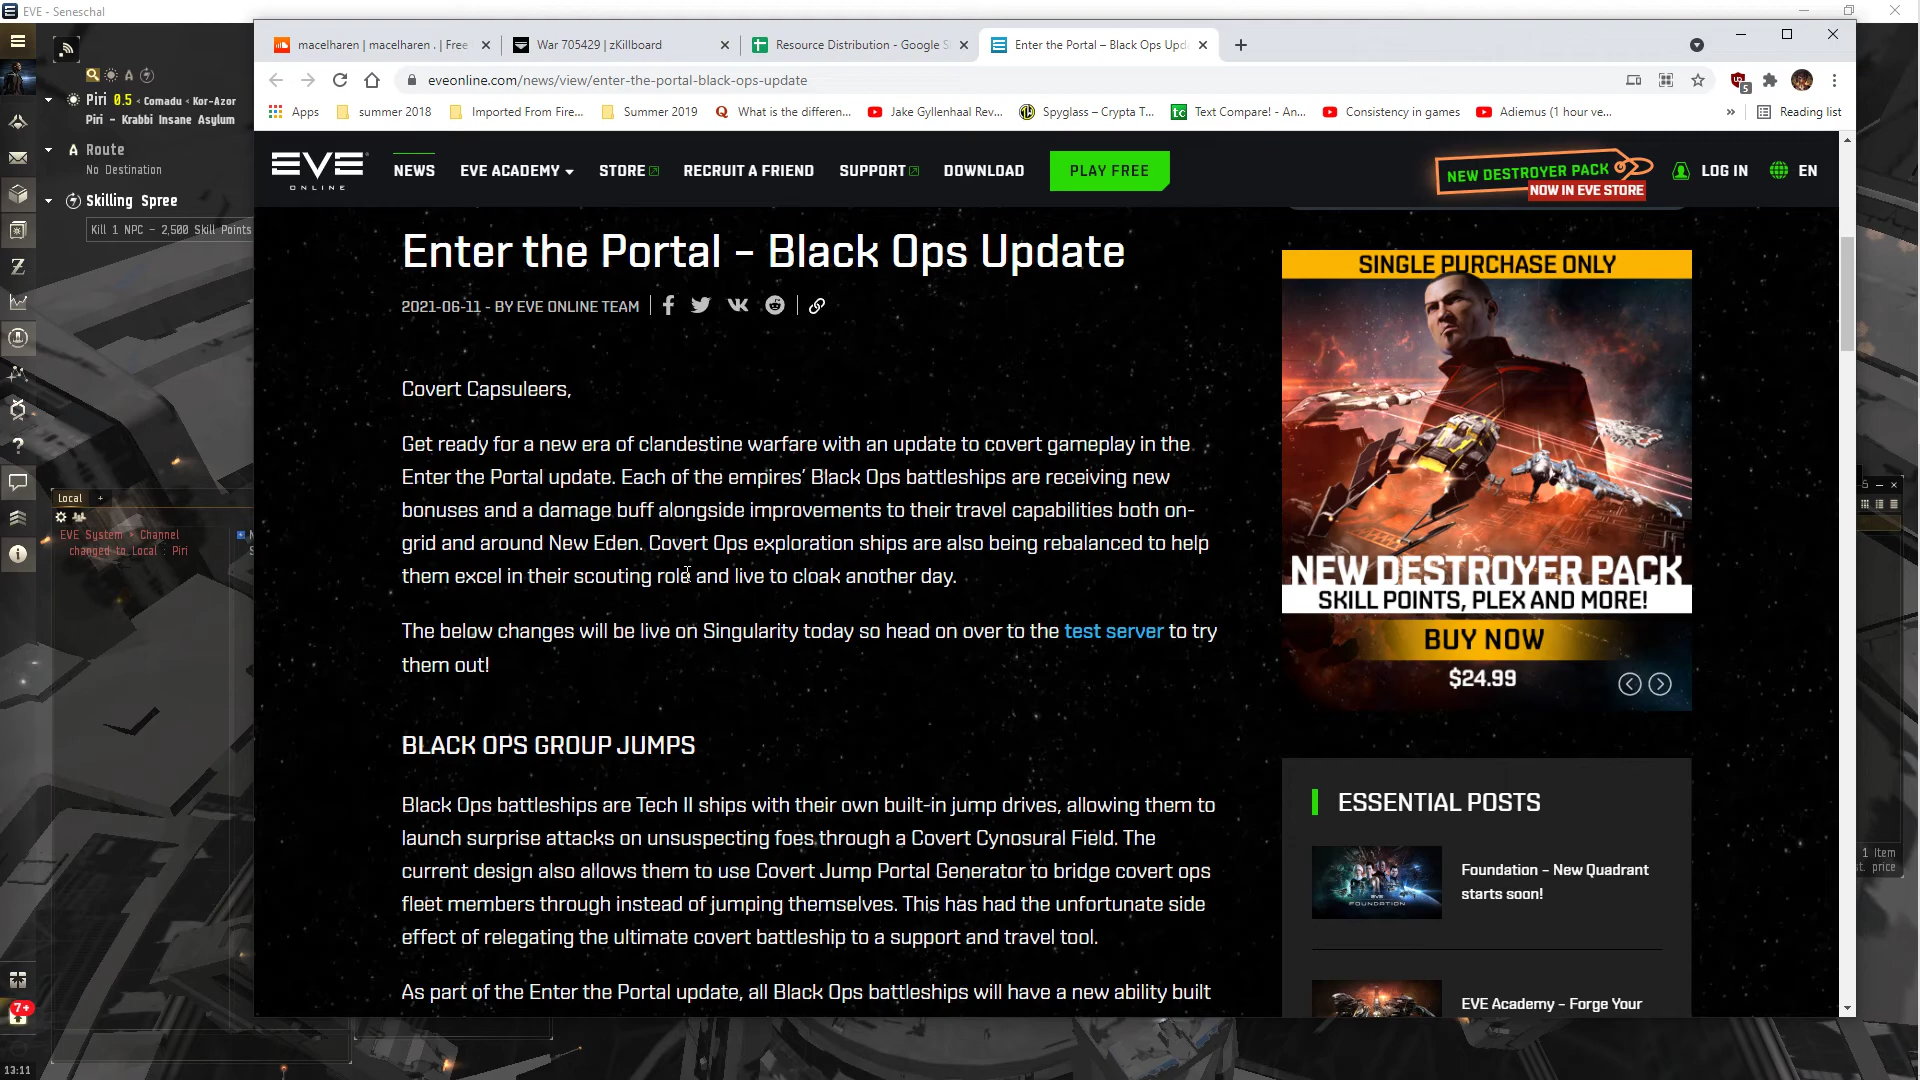 EVE - Seneschal
macelharen | macelharen . | Free
War 705429 | zKillboard
Resource Distribution - Google S
Enter the Portal – Black Ops Upd
eveonline.com/news/view/enter-the-portal-black-ops-update
5
Apps
summer 2018
Imported From Fire...
Summer 2019
What is the differen...
Jake Gyllenhaal Rev...
Spyglass – Crypta T...
Text Compare! - An...
Consistency in games
Adiemus (1 hour ve...
»
Reading list
Piri 0.5 < Comadu < Kor-Azor
Piri - Krabbi Insane Asylum
A Route
No Destination
Skilling Spree
Kill 1 NPC - 2,500 Skill Points
EVE
ONLINE
NEWS
EVE ACADEMY
STORE
RECRUIT A FRIEND
SUPPORT
DOWNLOAD
PLAY FREE
NEW DESTROYER PACK
NOW IN EVE STORE
LOG IN
EN
Enter the Portal – Black Ops Update
2021-06-11 - BY EVE ONLINE TEAM
Covert Capsuleers,
Get ready for a new era of clandestine warfare with an update to covert gameplay in the
Enter the Portal update. Each of the empires’ Black Ops battleships are receiving new
bonuses and a damage buff alongside improvements to their travel capabilities both on-
grid and around New Eden. Covert Ops exploration ships are also being rebalanced to help
them excel in their scouting role and live to cloak another day.
The below changes will be live on Singularity today so head on over to the test server to try
them out!
BLACK OPS GROUP JUMPS
Black Ops battleships are Tech II ships with their own built-in jump drives, allowing them to
launch surprise attacks on unsuspecting foes through a Covert Cynosural Field. The
current design also allows them to use Covert Jump Portal Generator to bridge covert ops
fleet members through instead of jumping themselves. This has had the unfortunate side
effect of relegating the ultimate covert battleship to a support and travel tool.
As part of the Enter the Portal update, all Black Ops battleships will have a new ability built
SINGLE PURCHASE ONLY
NEW DESTROYER PACK
SKILL POINTS, PLEX AND MORE!
BUY NOW
$24.99
ESSENTIAL POSTS
EVE
FOUNDATION
Foundation – New Quadrant
starts soon!
EVE Academy – Forge Your
Local +
EVE System > Channel
changed to Local : Piri
1 Item
st. price
7+
13:11